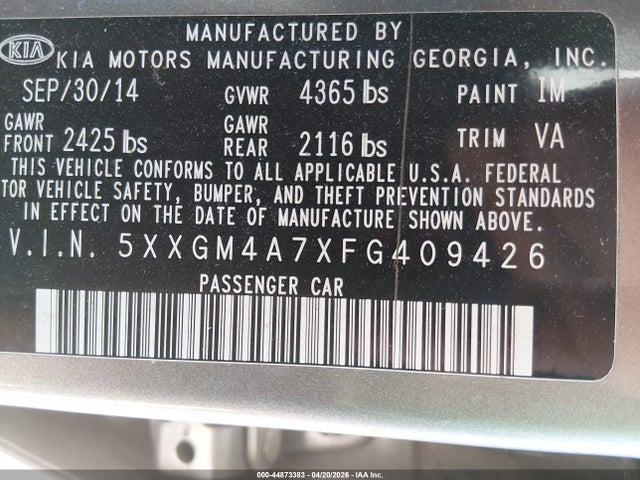 KIA
MANUFACTURED BY
KIA MOTORS MANUFACTURING GEORGIA, INC.
SEP/30/14 GVWR 4365 lbs PAINT IM
GAWR FRONT 2425 lbs GAWR REAR 2116 lbs TRIM VA
THIS VEHICLE CONFORMS TO ALL APPLICABLE U.S.A. FEDERAL
TOR VEHICLE SAFETY, BUMPER, AND THEFT PREVENTION STANDARDS
IN EFFECT ON THE DATE OF MANUFACTURE SHOWN ABOVE.
V.I.N. 5XXGM4A7XFG409426
PASSENGER CAR
000-44873383 | 04/20/2026 | IAA Inc.